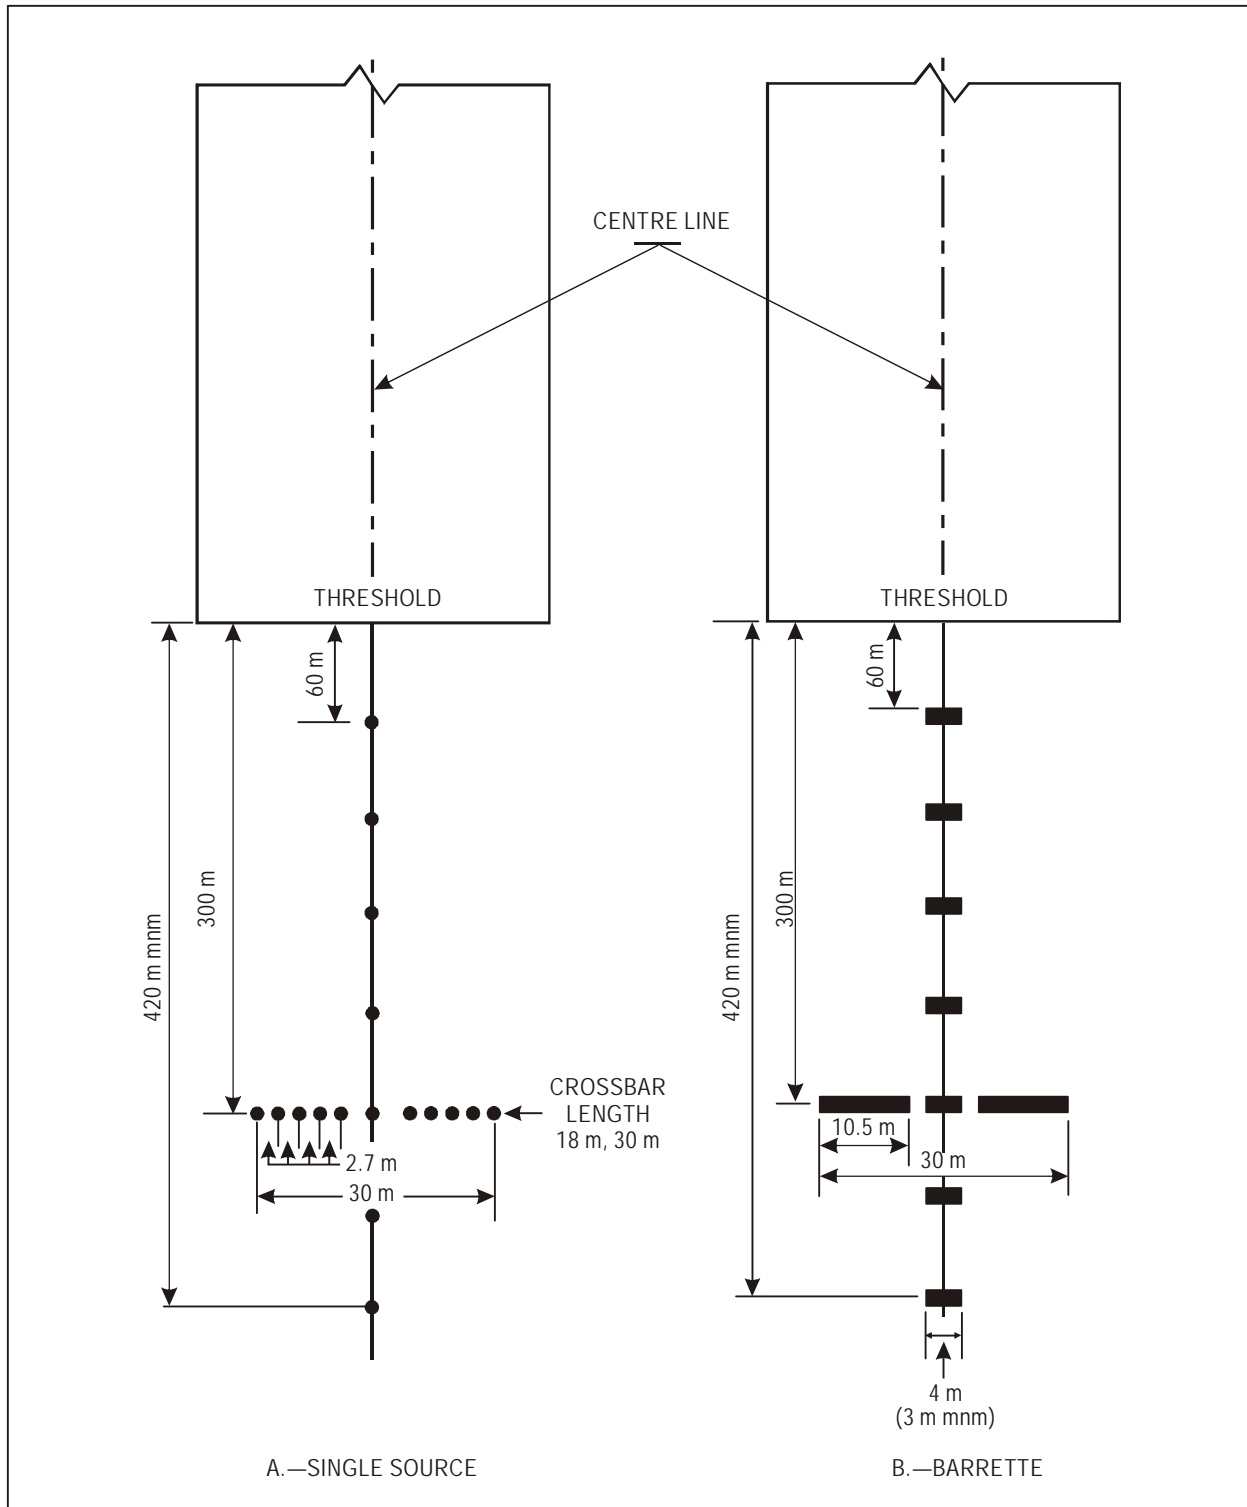 CENTRE LINE
THRESHOLD
THRESHOLD
60 m
60 m
300 m
300 m
420 m mnm
420 m mnm
CROSSBAR
LENGTH
18 m, 30 m
2.7 m
30 m
10.5 m
30 m
4 m
(3 m mnm)
A.—SINGLE SOURCE
B.—BARRETTE